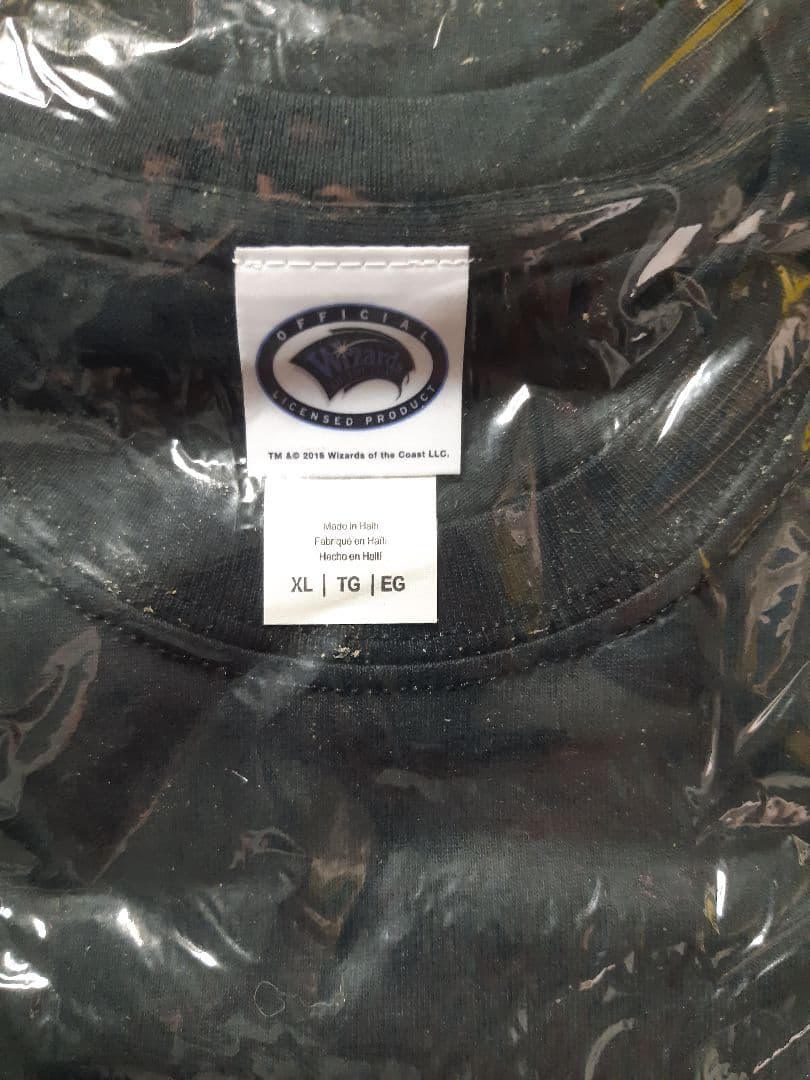 OFFICIAL
Wizards
LICENSED PRODUCT
TM & © 2018 Wizards of the Coast LLC.
Made in Haiti
Fabriqué en Haïti
Hecho en Haití
XL | TG | EG